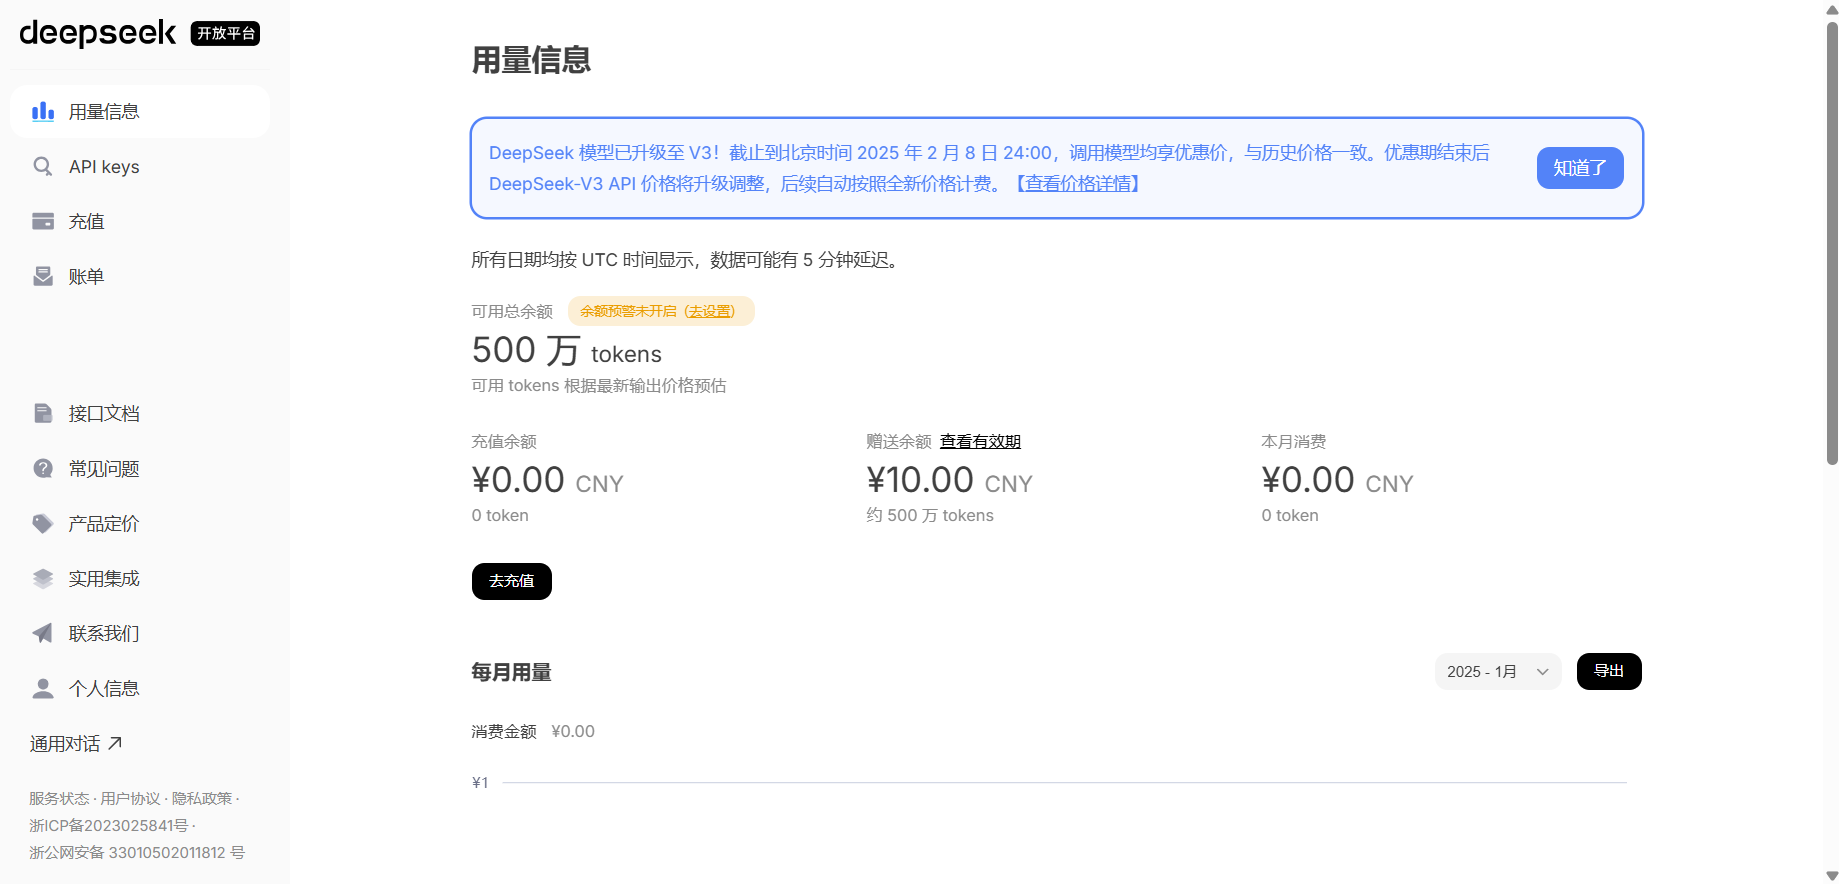 deepseek 开放平台
用量信息
API keys
充值
账单
接口文档
常见问题
产品定价
实用集成
联系我们
个人信息
通用对话
服务状态 · 用户协议 · 隐私政策 ·
浙ICP备2023025841号 ·
浙公网安备 33010502011812 号
用量信息
DeepSeek 模型已升级至 V3！截止到北京时间 2025 年 2 月 8 日 24:00，调用模型均享优惠价，与历史价格一致。优惠期结束后
DeepSeek-V3 API 价格将升级调整，后续自动按照全新价格计费。【查看价格详情】
知道了
所有日期均按 UTC 时间显示，数据可能有 5 分钟延迟。
可用总余额 余额预警未开启（去设置）
500 万 tokens
可用 tokens 根据最新输出价格预估
充值余额
¥0.00 CNY
0 token
赠送余额 查看有效期
¥10.00 CNY
约 500 万 tokens
本月消费
¥0.00 CNY
0 token
去充值
每月用量
2025 - 1月
导出
消费金额 ¥0.00
¥1